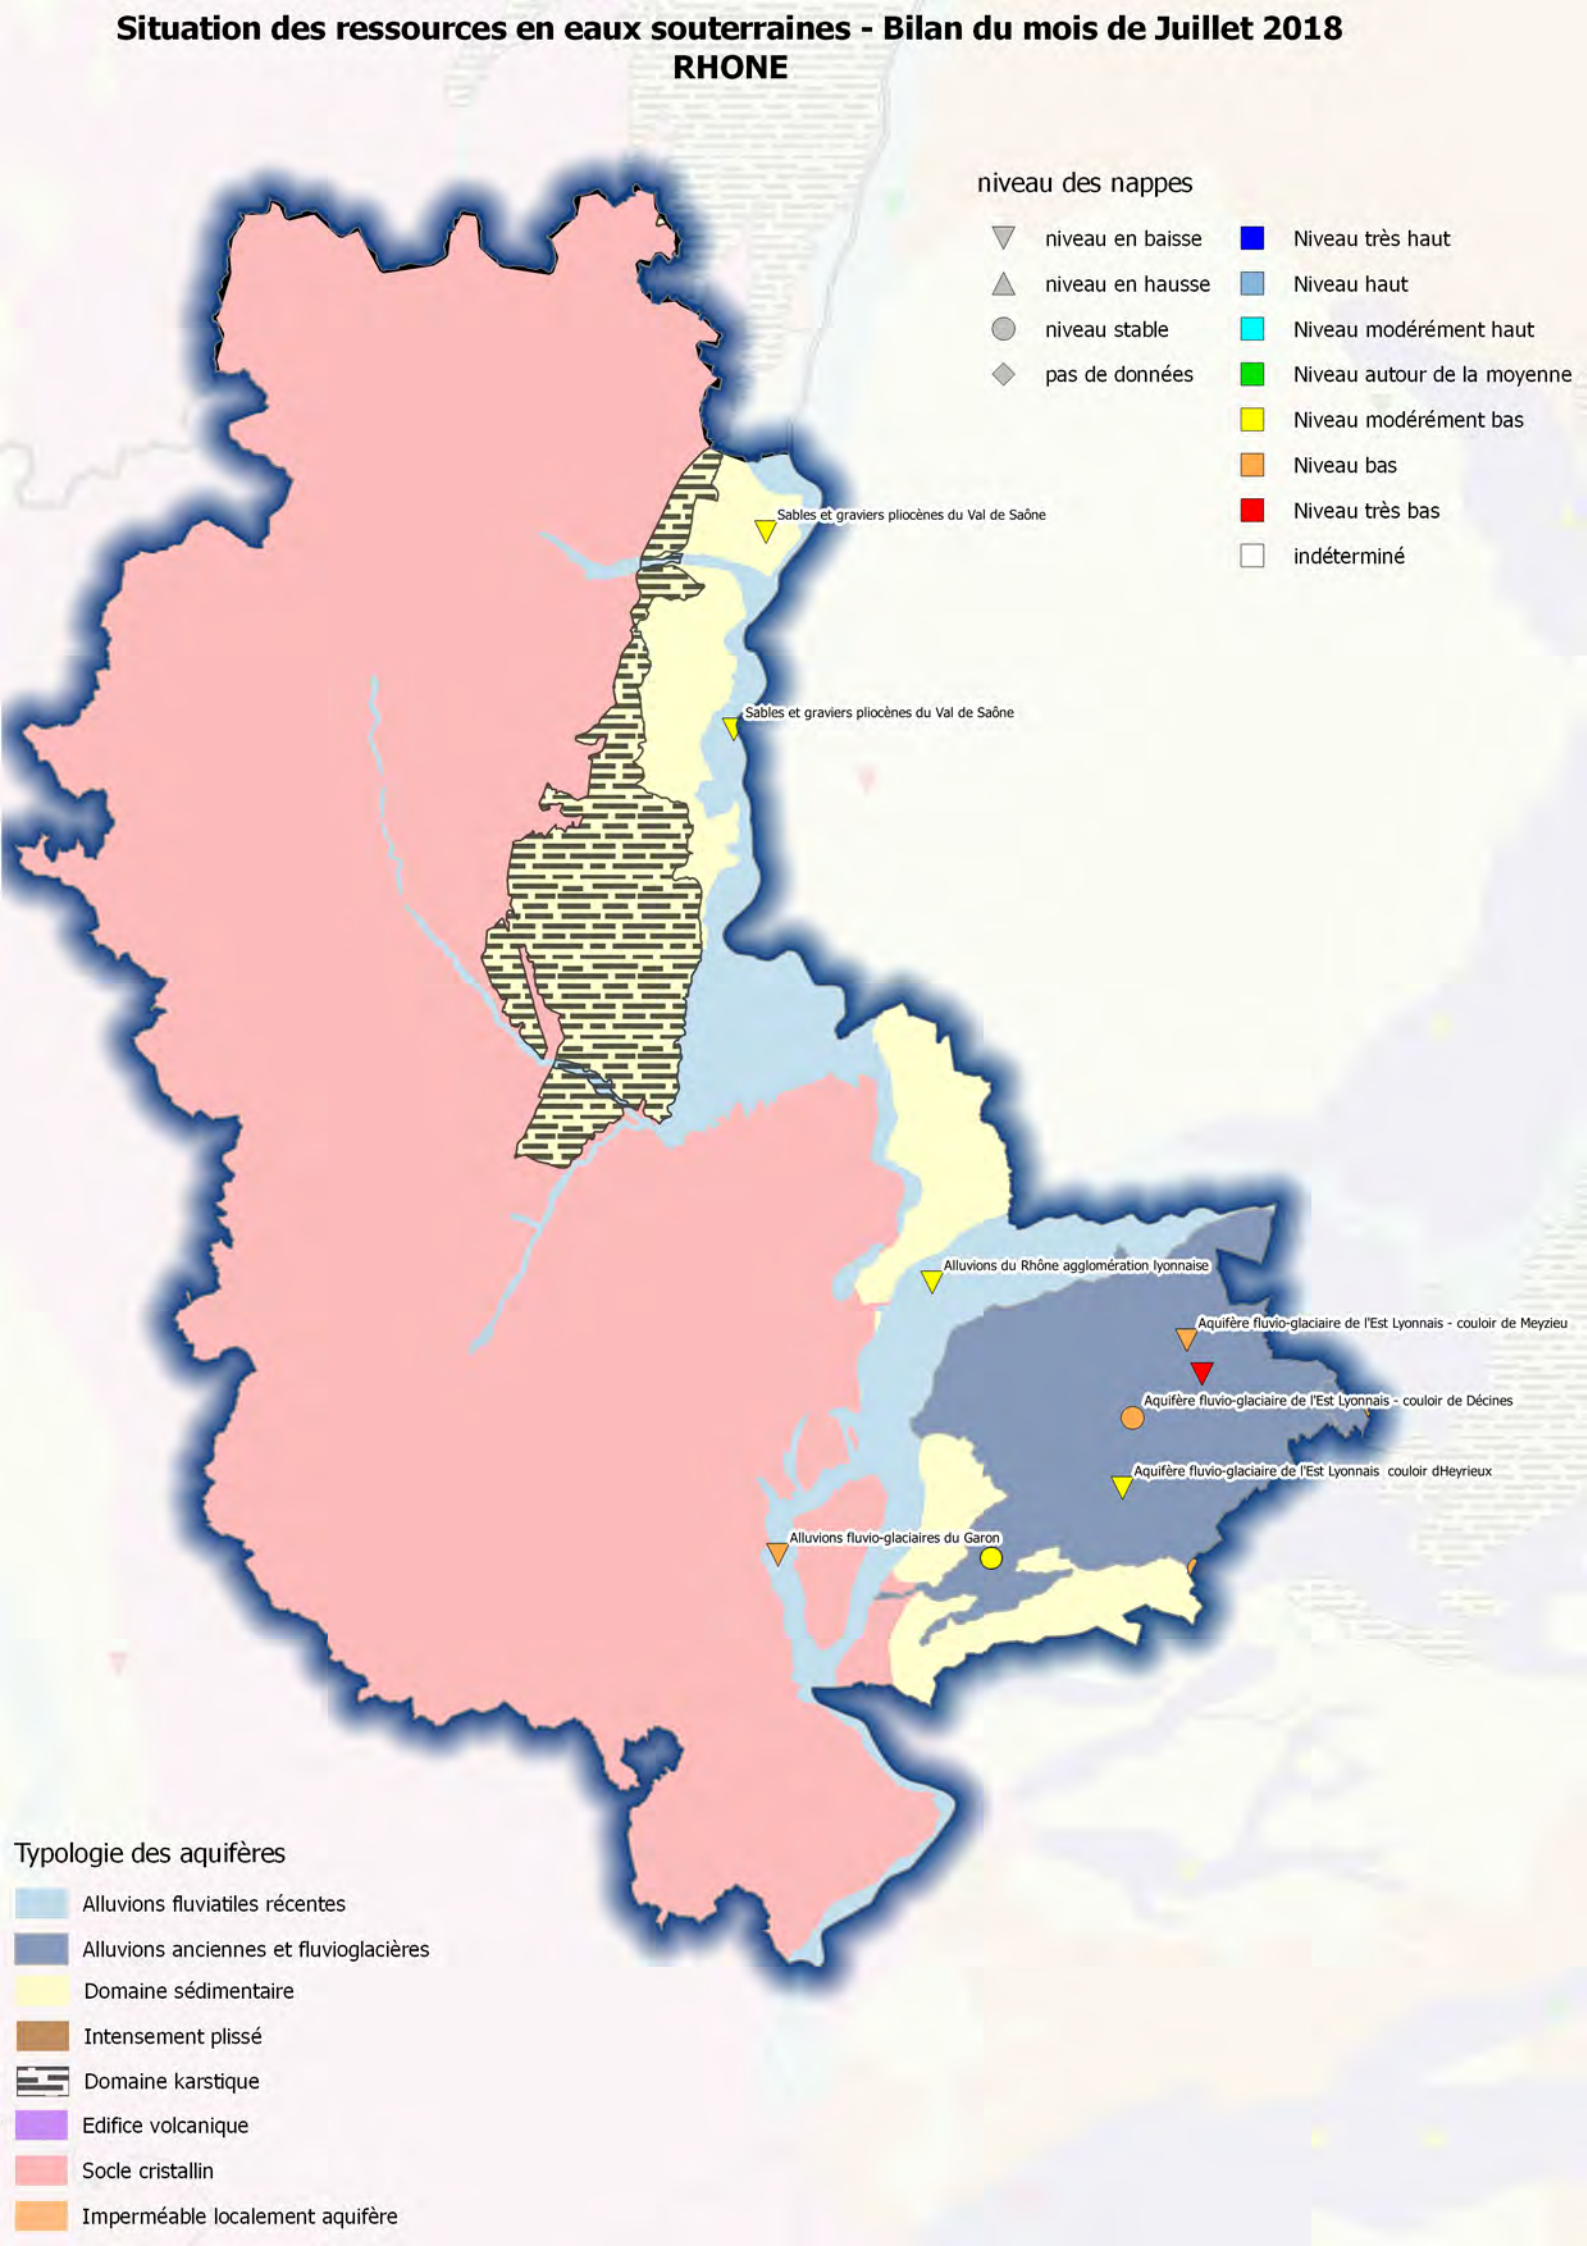 Situation des ressources en eaux souterraines - Bilan du mois de Juillet 2018
RHONE
niveau des nappes
niveau en baisse
niveau en hausse
niveau stable
pas de données
Niveau très haut
Niveau haut
Niveau modérément haut
Niveau autour de la moyenne
Niveau modérément bas
Niveau bas
Niveau très bas
indéterminé
Sables et graviers pliocènes du Val de Saône
Sables et graviers pliocènes du Val de Saône
Alluvions du Rhône agglomération lyonnaise
Aquifère fluvio-glaciaire de l'Est Lyonnais - couloir de Meyzieu
Aquifère fluvio-glaciaire de l'Est Lyonnais - couloir de Décines
Aquifère fluvio-glaciaire de l'Est Lyonnais couloir dHeyrieux
Alluvions fluvio-glaciaires du Garon
Typologie des aquifères
Alluvions fluviatiles récentes
Alluvions anciennes et fluvioglacières
Domaine sédimentaire
Intensement plissé
Domaine karstique
Edifice volcanique
Socle cristallin
Imperméable localement aquifère